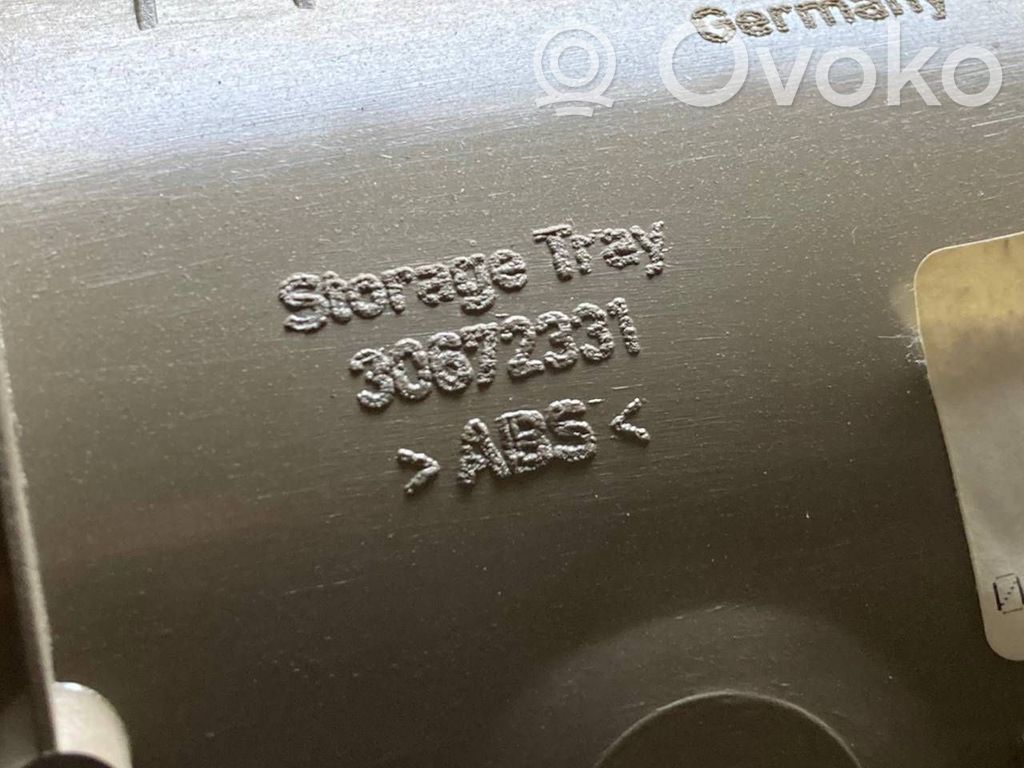 Germany
Ovoko
Storage Tray
30672331
>ABS<